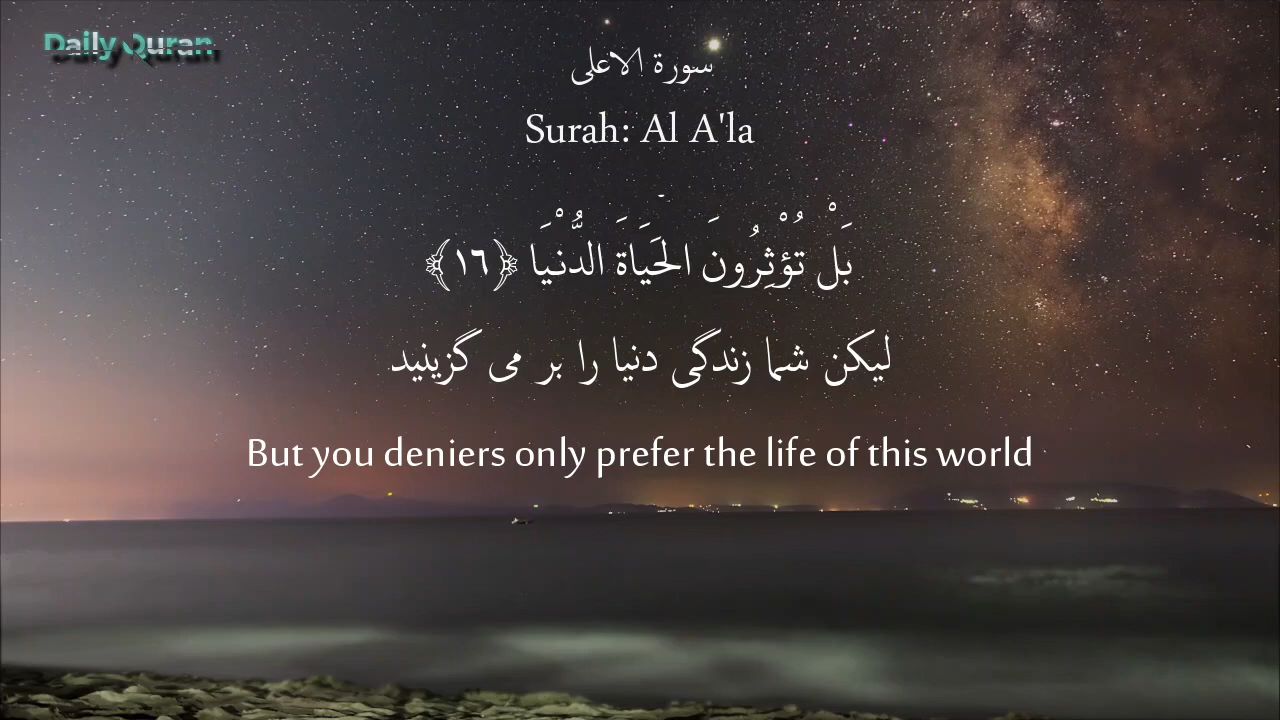 Daily Quran
سورة الاعلى
Surah: Al A'la
بَلْ تُؤْثِرُونَ الْحَيَاةَ الدُّنْيَا ﴿١٦﴾
لیکن شما زندگی دنیا را بر می گزینید
But you deniers only prefer the life of this world